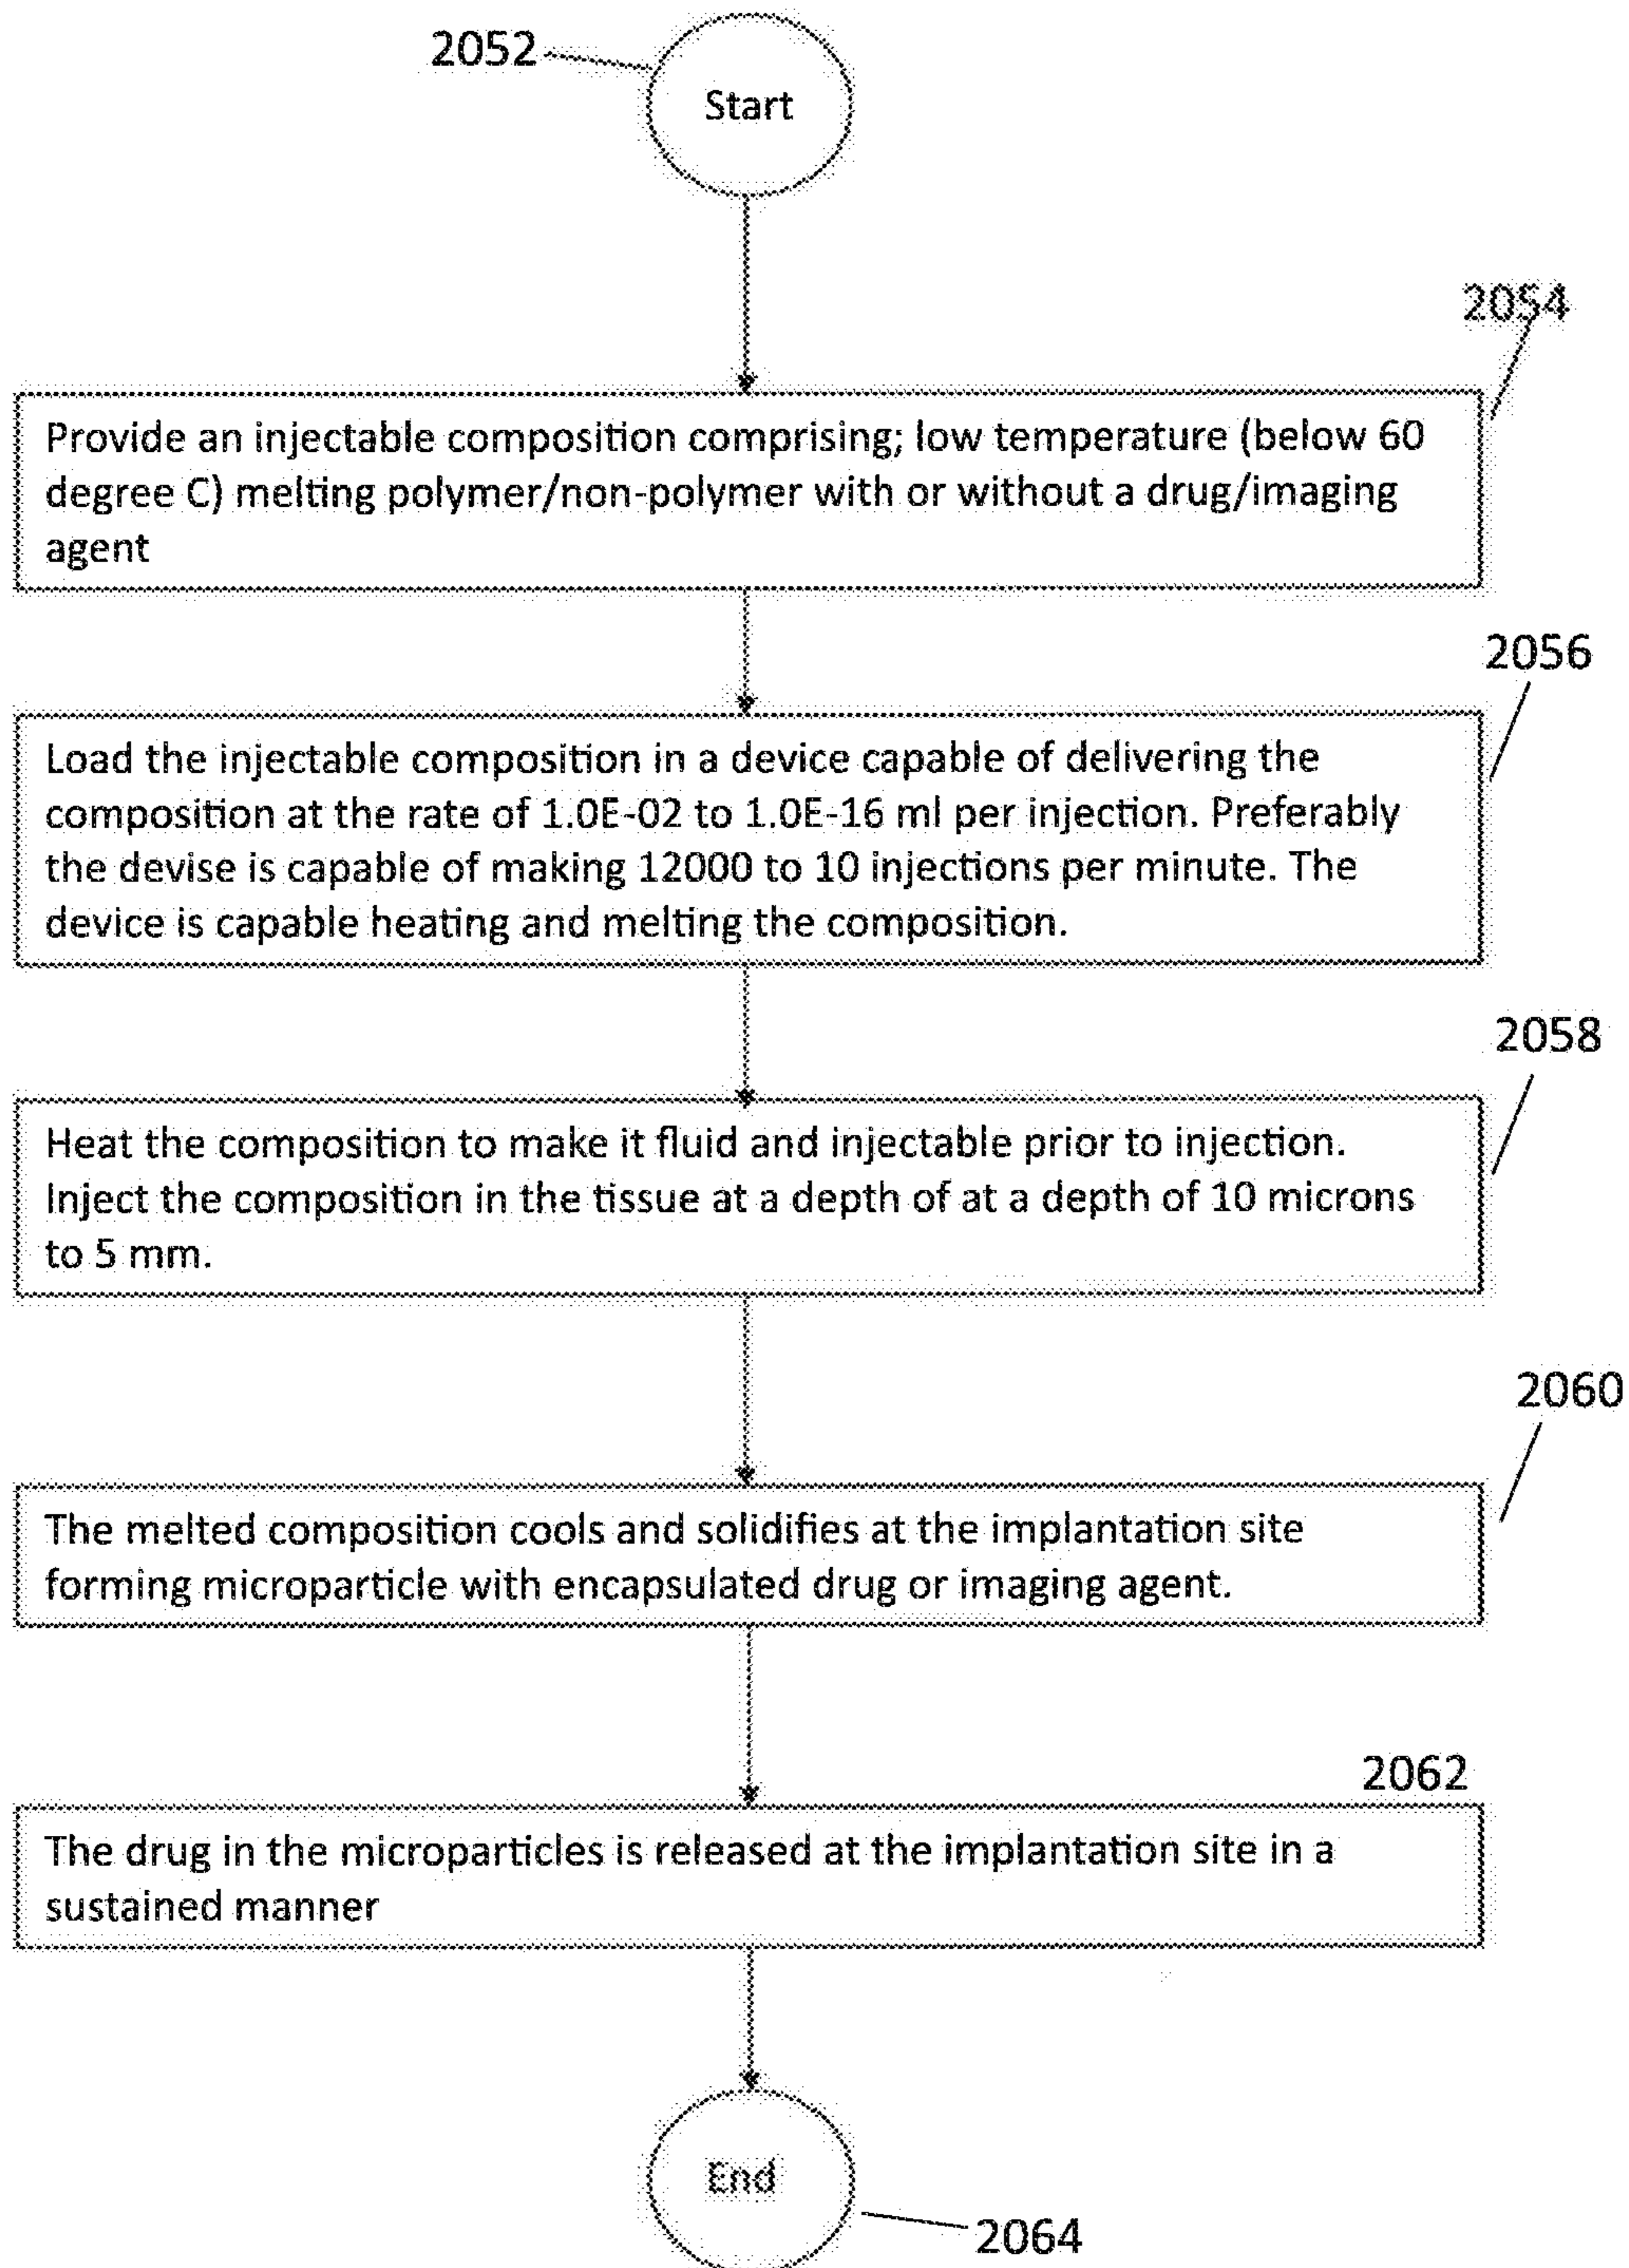 2052
Start
2054
Provide an injectable composition comprising; low temperature (below 60
degree C) melting polymer/non-polymer with or without a drug/imaging
agent
2056
Load the injectable composition in a device capable of delivering the
composition at the rate of 1.0E-02 to 1.0E-16 ml per injection. Preferably
the devise is capable of making 12000 to 10 injections per minute. The
device is capable heating and melting the composition.
2058
Heat the composition to make it fluid and injectable prior to injection.
Inject the composition in the tissue at a depth of at a depth of 10 microns
to 5 mm.
2060
The melted composition cools and solidifies at the implantation site
forming microparticle with encapsulated drug or imaging agent.
2062
The drug in the microparticles is released at the implantation site in a
sustained manner
End
2064